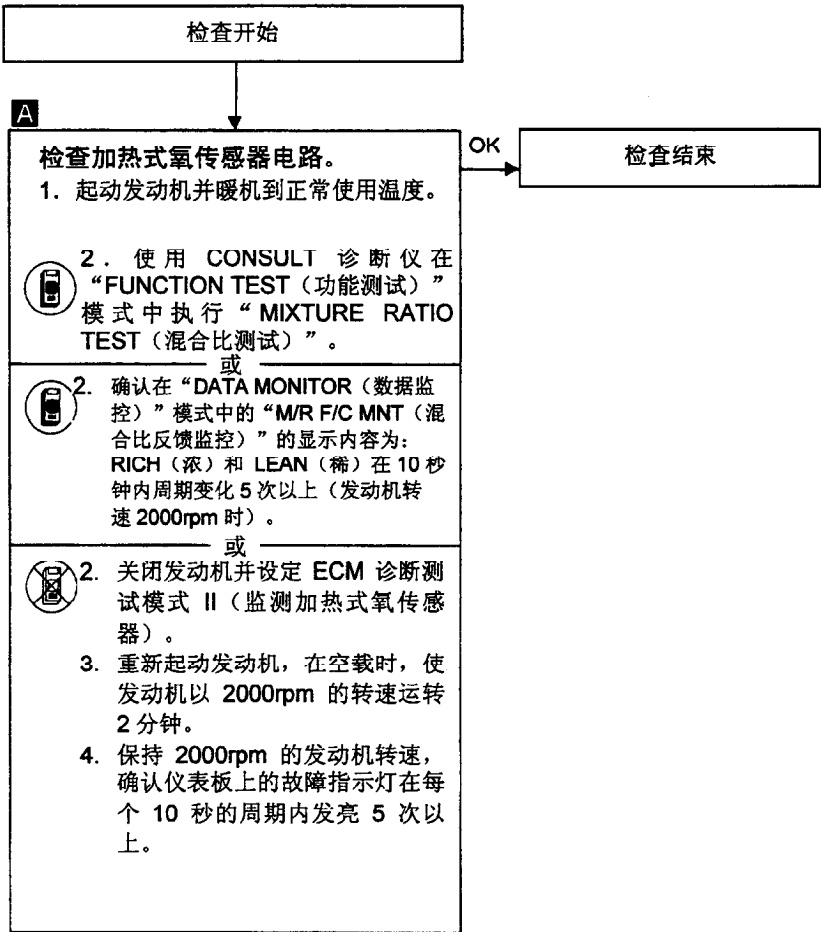 检查开始
A
检查加热式氧传感器电路。
1. 起动发动机并暖机到正常使用温度。
OK
检查结束
2. 使用 CONSULT 诊断仪在
“FUNCTION TEST（功能测试）”
模式中执行“MIXTURE RATIO
TEST（混合比测试）”。
或
2. 确认在“DATA MONITOR（数据监
控）”模式中的“M/R F/C MNT（混
合比反馈监控）”的显示内容为：
RICH（浓）和 LEAN（稀）在 10 秒
钟内周期变化 5 次以上（发动机转
速 2000rpm 时）。
或
2. 关闭发动机并设定 ECM 诊断测
试模式 II（监测加热式氧传感
器）。
3. 重新起动发动机，在空载时，使
发动机以 2000rpm 的转速运转
2 分钟。
4. 保持 2000rpm 的发动机转速，
确认仪表板上的故障指示灯在每
个 10 秒的周期内发亮 5 次以
上。